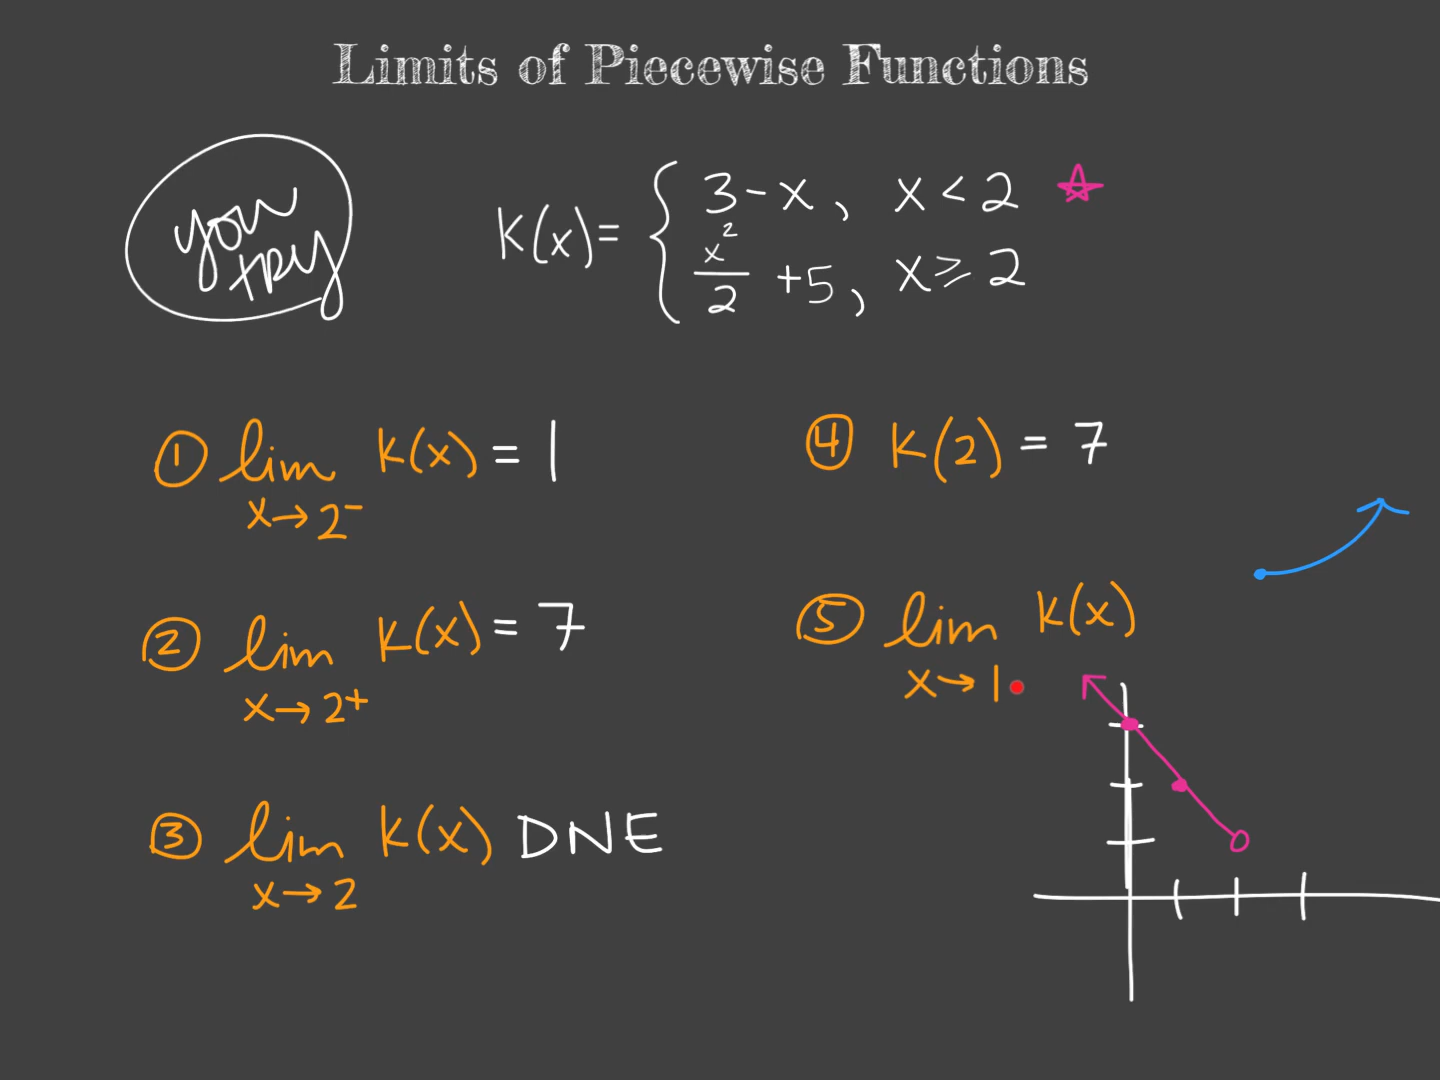 Limits of Piecewise Functions
you try
K(x) = { 3 - x, x < 2
x²/2 + 5, x ≥ 2
① lim x→2⁻ K(x) = 1
② lim x→2⁺ K(x) = 7
③ lim x→2 K(x) DNE
④ K(2) = 7
⑤ lim x→1 K(x)